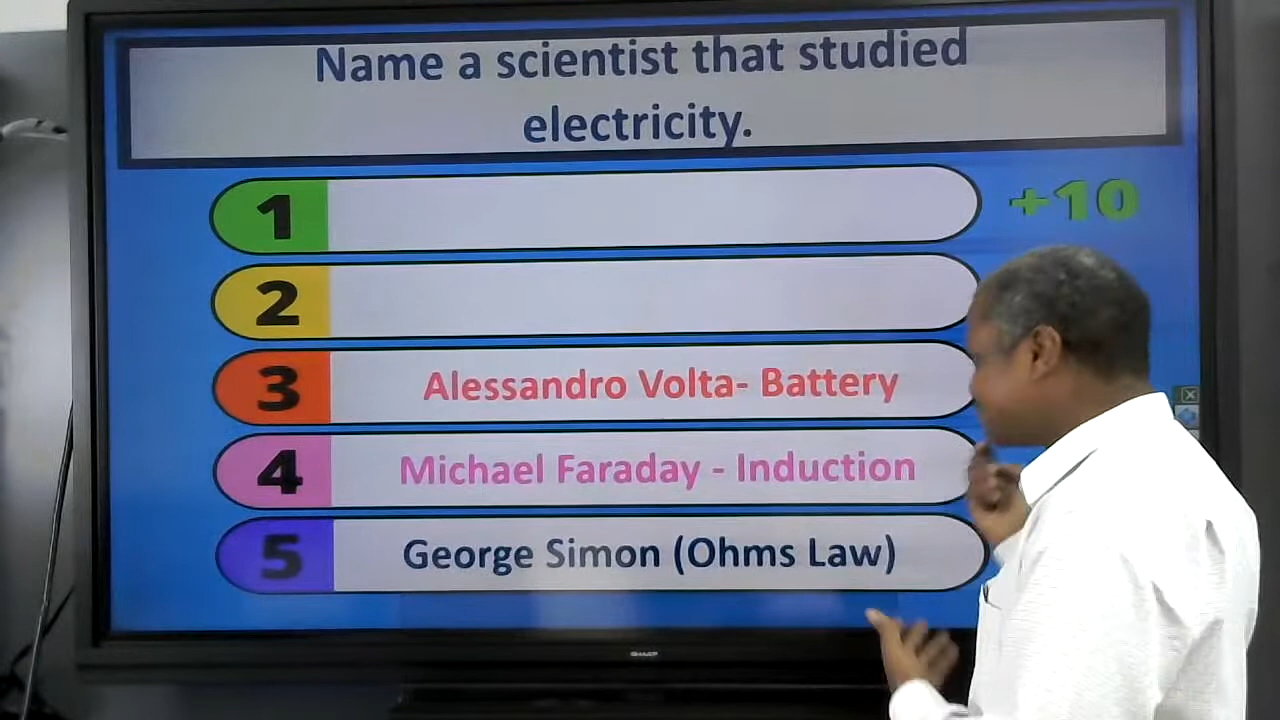 Name a scientist that studied
electricity.
1
+10
2
3 Alessandro Volta- Battery
4 Michael Faraday - Induction
5 George Simon (Ohms Law)
SHARP